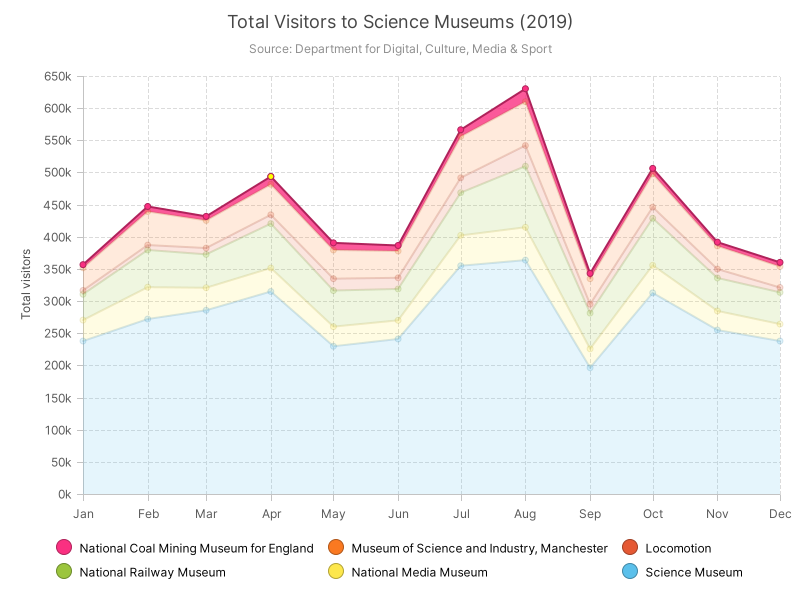 Total Visitors to Science Museums (2019)
Source: Department for Digital, Culture, Media & Sport
650k
600k
550k
500k
450k
400k
350k
300k
250k
200k
150k
100k
50k
0k
Total visitors
Jan Feb Mar Apr May Jun Jul Aug Sep Oct Nov Dec
National Coal Mining Museum for England Museum of Science and Industry, Manchester Locomotion
National Railway Museum National Media Museum Science Museum